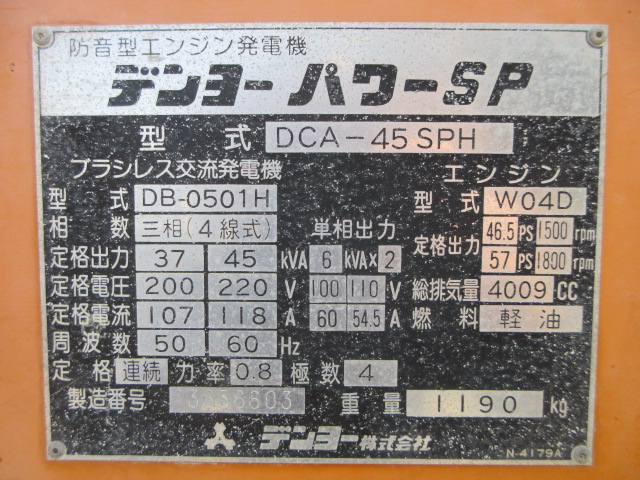 防音型エンジン発電機
デンヨーパワーSP
型式 DCA-45SPH
ブラシレス交流発電機 エンジン
型式 DB-0501H 型式 W04D
相数 三相(4線式) 単相出力 定格出力 46.5 PS 1500 rpm
定格出力 37 45 kVA 6 kVA×2 57 PS 1800 rpm
定格電圧 200 220 V 100 110 V 総排気量 4009 CC
定格電流 107 118 A 60 54.5 A 燃料 軽油
周波数 50 60 Hz
定格 連続 力率 0.8 極数 4
製造番号 重量 1190 kg
デンヨー株式会社
N-4179A